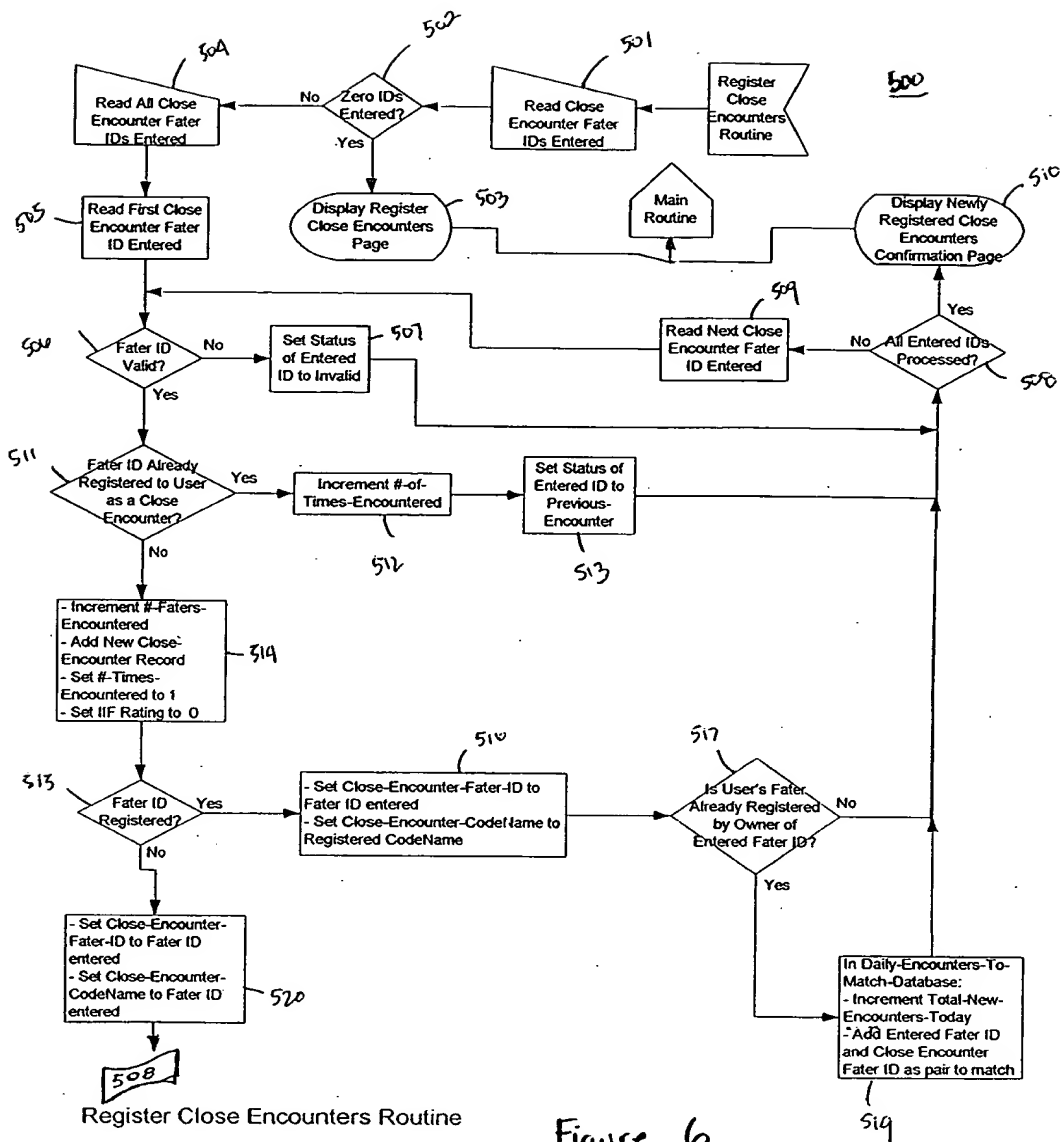 500
504
502
501
Read All Close
Encounter Fater
IDs Entered
No
Zero IDs
Entered?
Yes
Read Close
Encounter Fater
IDs Entered
Register
Close
Encounters
Routine
505
Read First Close
Encounter Fater
ID Entered
Display Register
Close Encounters
Page
503
Main
Routine
510
Display Newly
Registered Close
Encounters
Confirmation Page
506
Fater ID
Valid?
No
Yes
507
Set Status
of Entered
ID to Invalid
509
Read Next Close
Encounter Fater
ID Entered
No
Yes
All Entered IDs
Processed?
508
511
Fater ID Already
Registered to User
as a Close
Encounter?
Yes
No
Increment #-of-
Times-Encountered
512
Set Status of
Entered ID to
Previous-
Encounter
513
- Increment #-Faters-
Encountered
- Add New Close-
Encounter Record
- Set #-Times-
Encountered to 1
- Set IIF Rating to 0
514
515
Fater ID
Registered?
Yes
No
516
- Set Close-Encounter-Fater-ID to
Fater ID entered
- Set Close-Encounter-CodeName to
Registered CodeName
517
Is User's Fater
Already Registered
by Owner of
Entered Fater ID?
No
Yes
- Set Close-Encounter-
Fater-ID to Fater ID
entered
- Set Close-Encounter-
CodeName to Fater ID
entered
520
In Daily-Encounters-To-
Match-Database:
- Increment Total-New-
Encounters-Today
- Add Entered Fater ID
and Close Encounter
Fater ID as pair to match
519
508
Register Close Encounters Routine
Figure 6